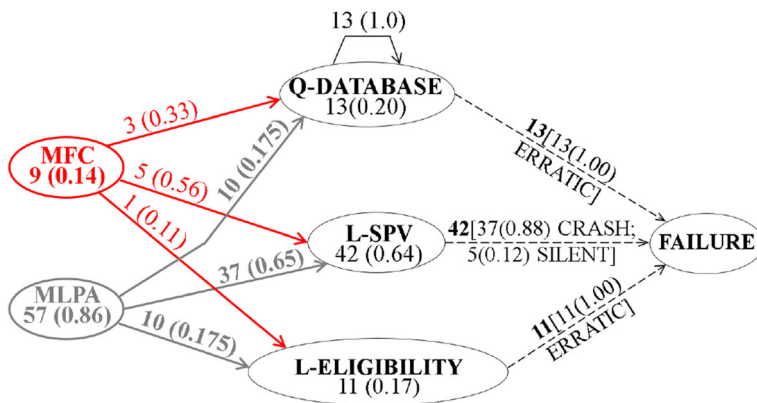 13 (1.0)
Q-DATABASE
13(0.20)
3 (0.33)
MFC
9 (0.14)
5 (0.56)
1 (0.11)
10 (0.175)
13[13(1.00)
ERRATIC]
L-SPV
42 (0.64)
42[37(0.88) CRASH;
5(0.12) SILENT]
FAILURE
37 (0.65)
MLPA
57 (0.86)
10 (0.175)
11[11(1.00)
ERRATIC]
L-ELIGIBILITY
11 (0.17)